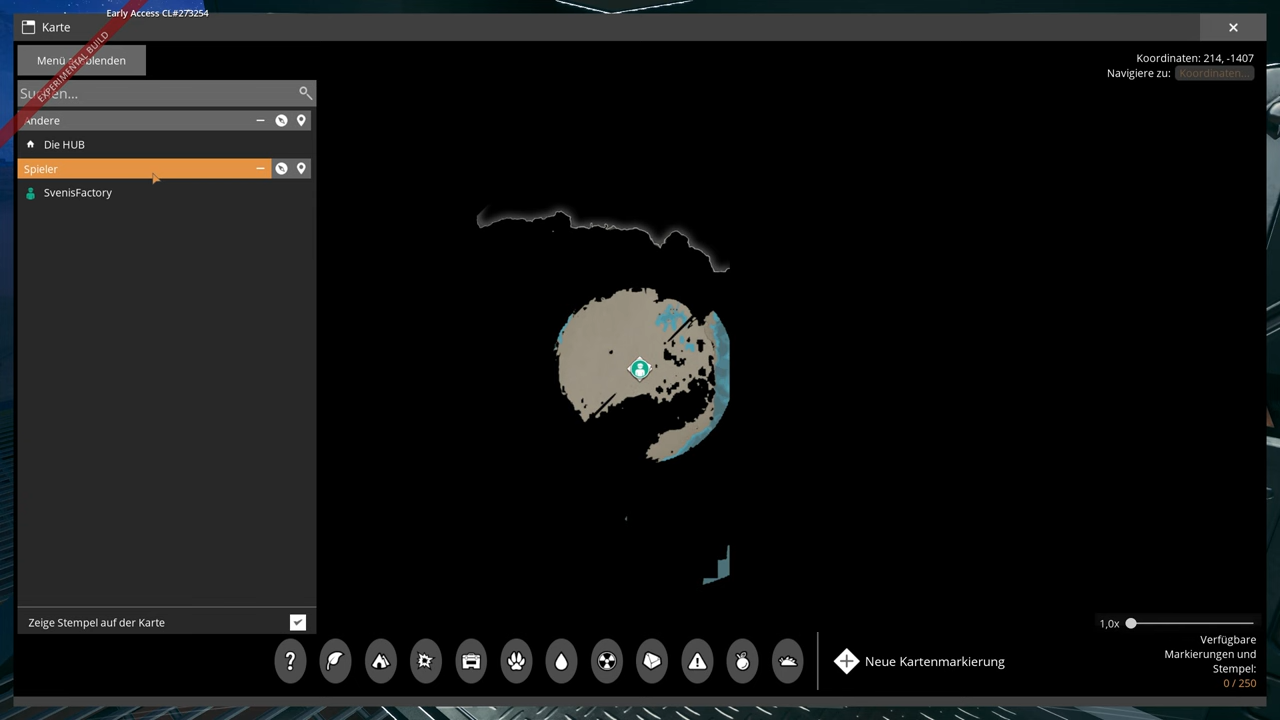 Early Access CL#273254
EXPERIMENTAL BUILD
Karte
Koordinaten: 214, -1407
Navigiere zu: Koordinaten...
Andere
Die HUB
Spieler
SvenisFactory
Zeige Stempel auf der Karte
1,0x
Neue Kartenmarkierung
Verfügbare
Markierungen und
Stempel:
0 / 250